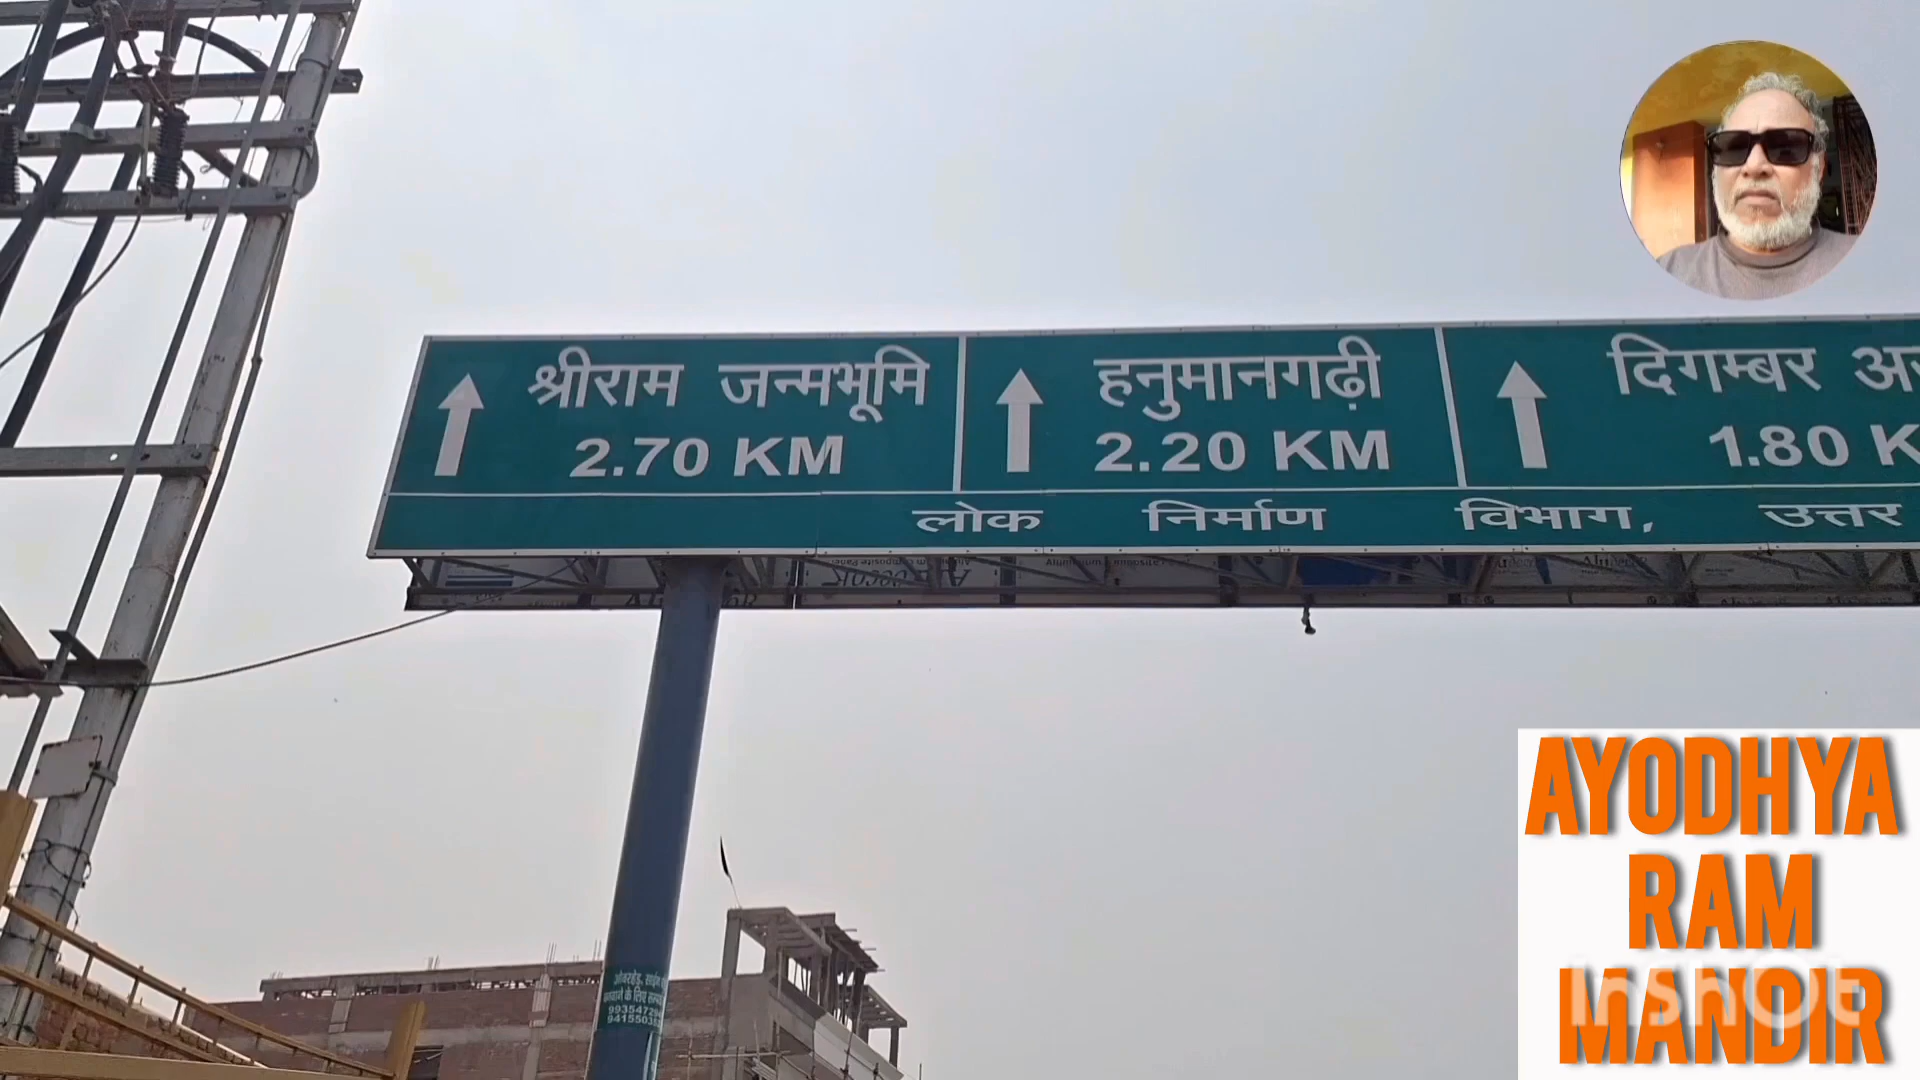 श्रीराम जन्मभूमि
2.70 KM
हनुमानगढ़ी
2.20 KM
दिगम्बर
1.80
लोक निर्माण विभाग, उत्तर
AYODHYA
RAM
MANDIR
InShot